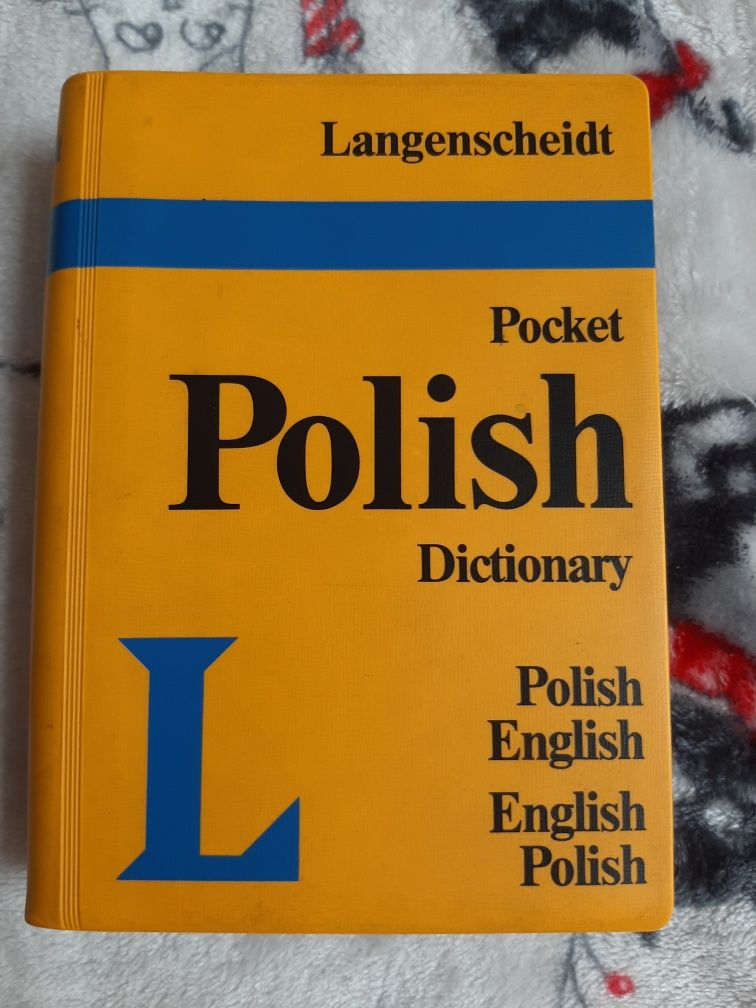 Langenscheidt
Pocket
Polish
Dictionary
L
Polish
English
English
Polish